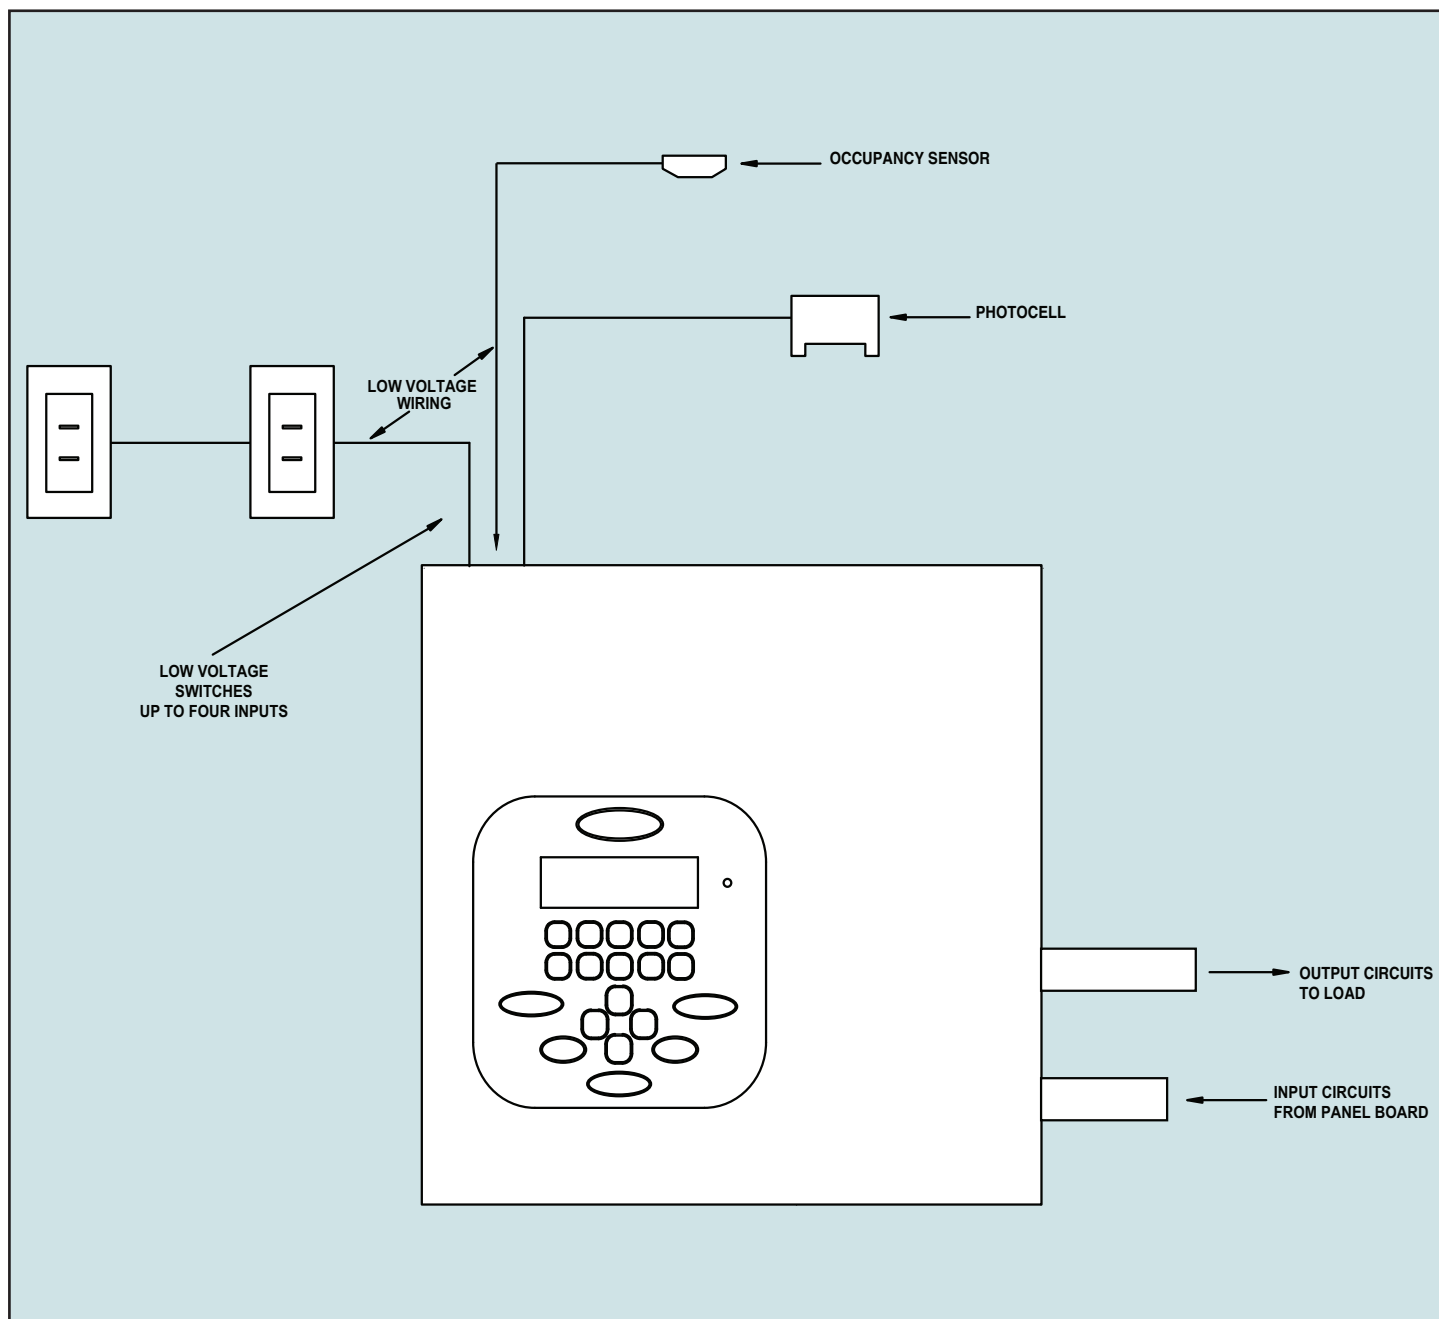 OCCUPANCY SENSOR
PHOTOCELL
LOW VOLTAGE
WIRING
LOW VOLTAGE
SWITCHES
UP TO FOUR INPUTS
OUTPUT CIRCUITS
TO LOAD
INPUT CIRCUITS
FROM PANEL BOARD